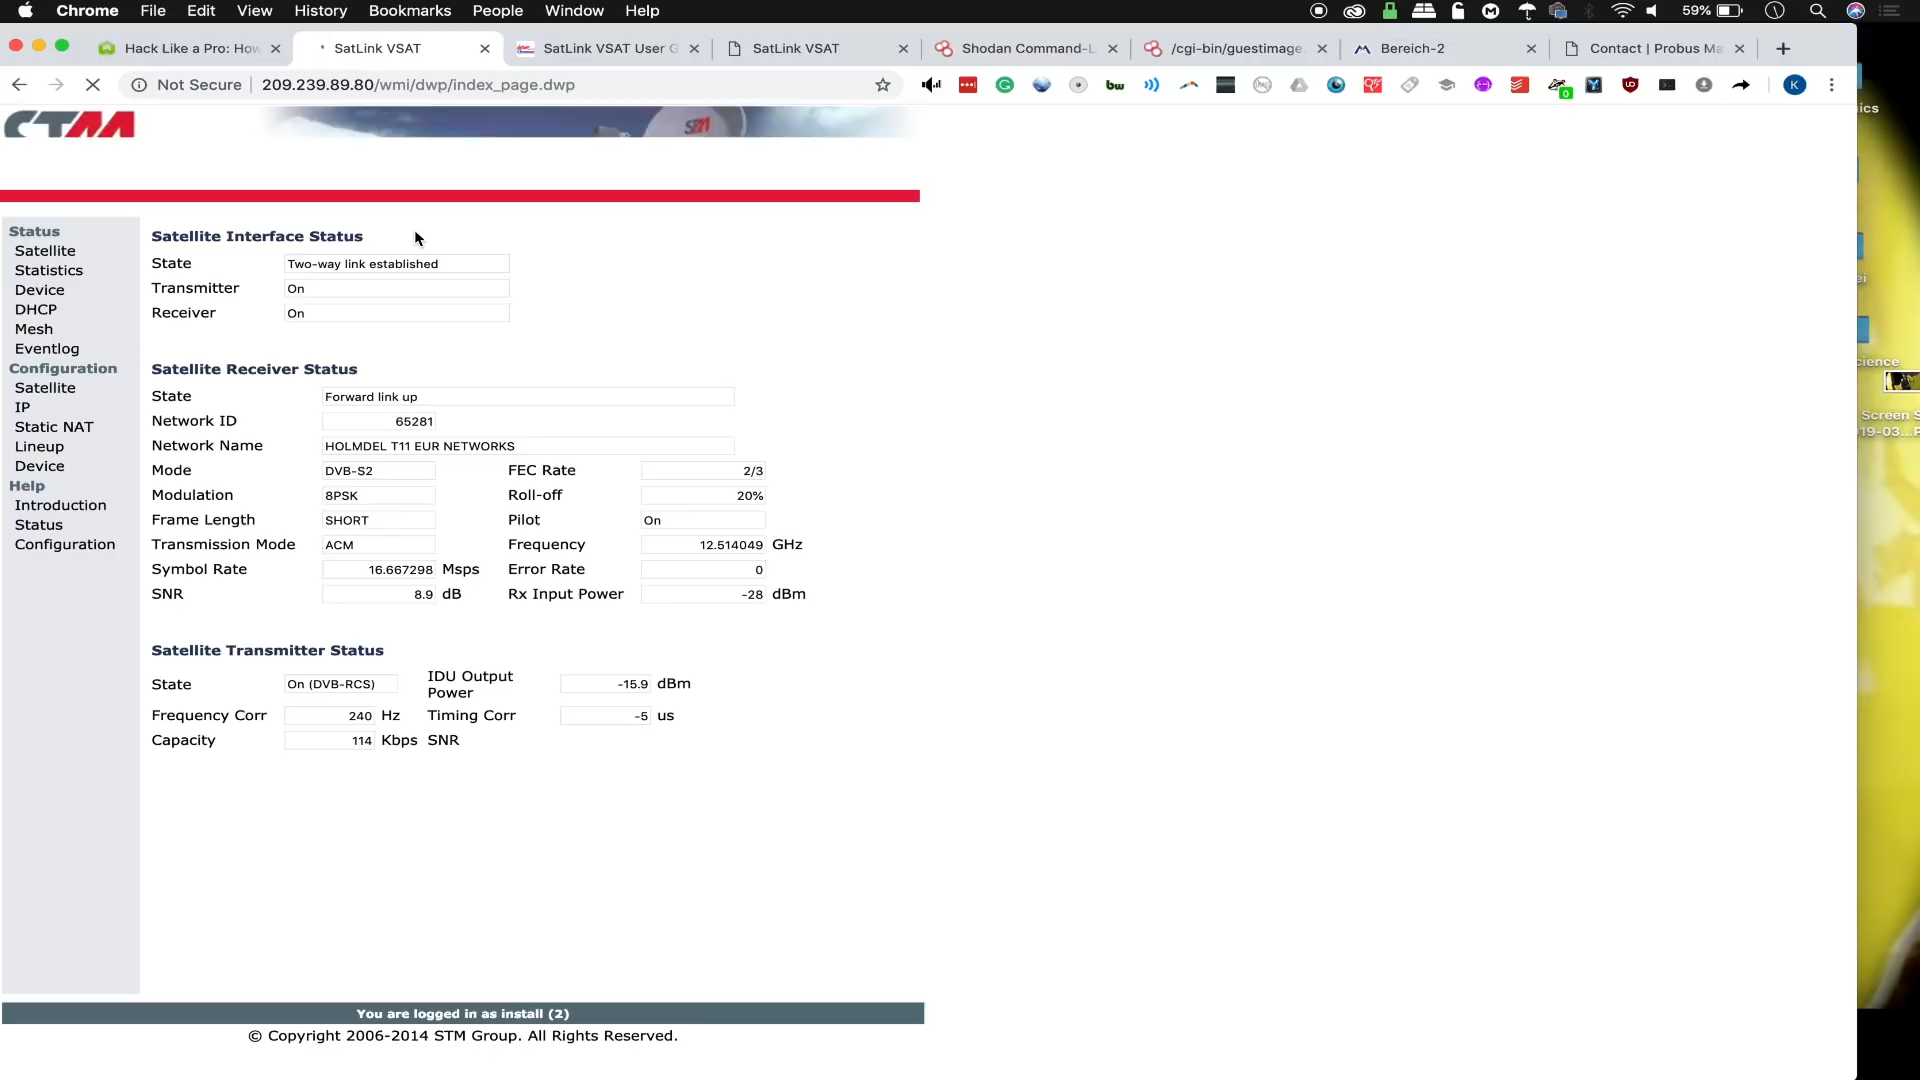 Chrome File Edit View History Bookmarks People Window Help 59%
Hack Like a Pro: How SatLink VSAT SatLink VSAT User G SatLink VSAT Shodan Command-L /cgi-bin/guestimage. Bereich-2 Contact | Probus Ma
Not Secure 209.239.89.80/wmi/dwp/index_page.dwp
STM
Status
Satellite
Statistics
Device
DHCP
Mesh
Eventlog
Configuration
Satellite
IP
Static NAT
Lineup
Device
Help
Introduction
Status
Configuration
Satellite Interface Status
State Two-way link established
Transmitter On
Receiver On
Satellite Receiver Status
State Forward link up
Network ID 65281
Network Name HOLMDEL T11 EUR NETWORKS
Mode DVB-S2 FEC Rate 2/3
Modulation 8PSK Roll-off 20%
Frame Length SHORT Pilot On
Transmission Mode ACM Frequency 12.514049 GHz
Symbol Rate 16.667298 Msps Error Rate 0
SNR 8.9 dB Rx Input Power -28 dBm
Satellite Transmitter Status
State On (DVB-RCS) IDU Output Power -15.9 dBm
Frequency Corr 240 Hz Timing Corr -5 us
Capacity 114 Kbps SNR
You are logged in as install (2)
© Copyright 2006-2014 STM Group. All Rights Reserved.
ics
ei
cience
Screen S
19-03...P